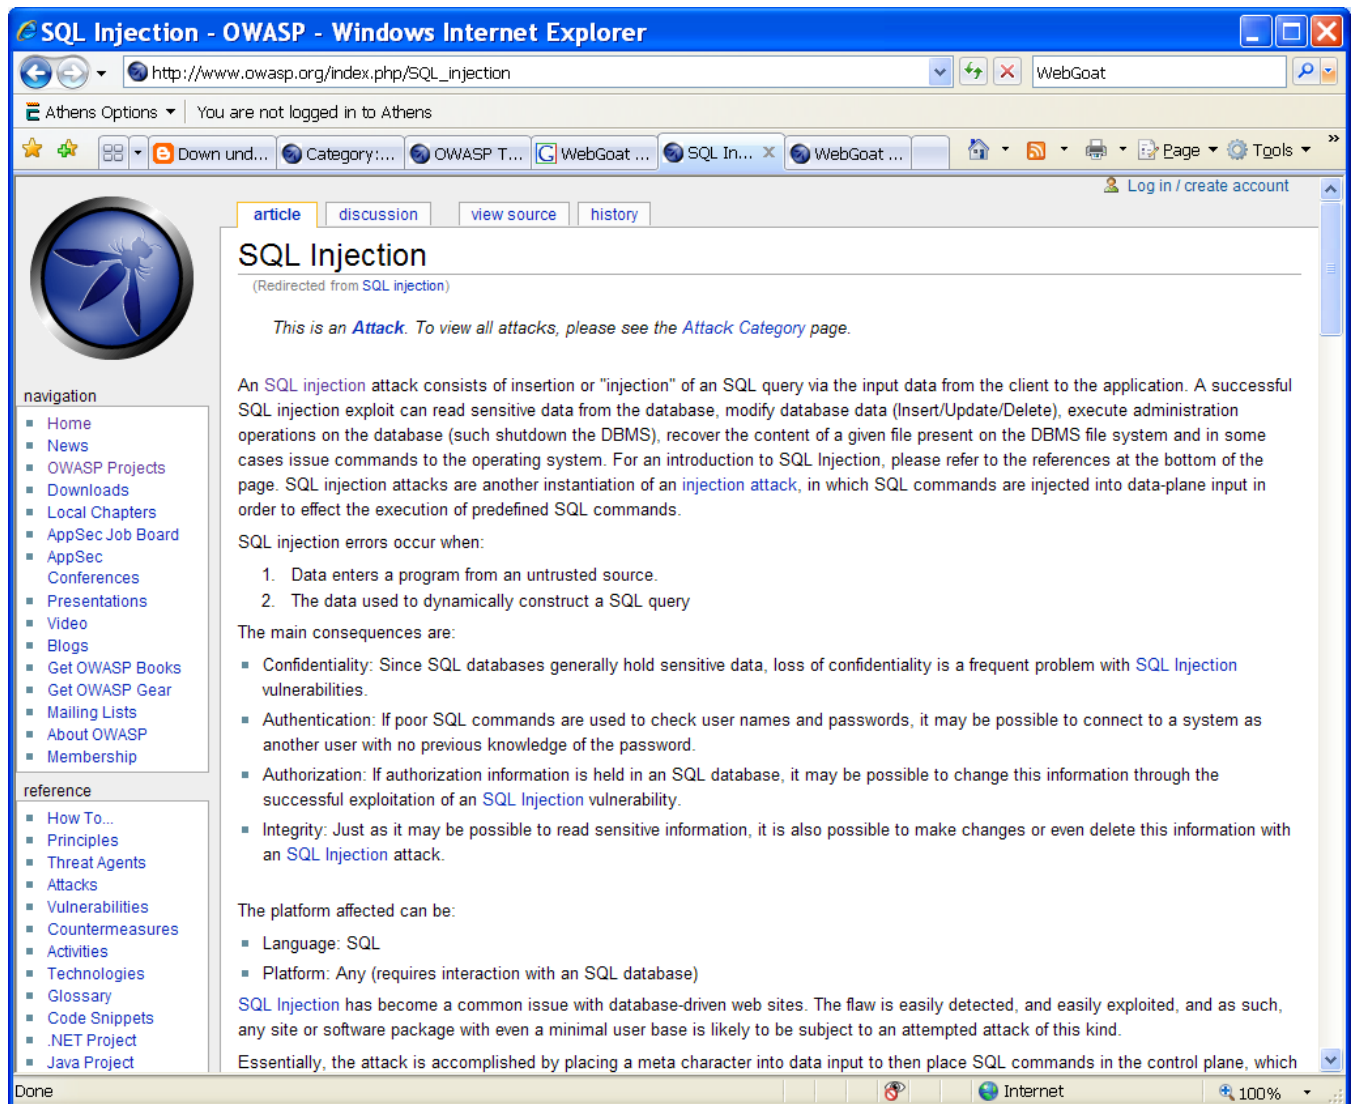 SQL Injection - OWASP - Windows Internet Explorer
http://www.owasp.org/index.php/SQL_injection
WebGoat
Athens Options
You are not logged in to Athens
Down und...
Category:...
OWASP T...
WebGoat ...
SQL In...
WebGoat ...
Page
Tools
Log in / create account
article
discussion
view source
history
SQL Injection
(Redirected from SQL injection)
This is an Attack. To view all attacks, please see the Attack Category page.
An SQL injection attack consists of insertion or "injection" of an SQL query via the input data from the client to the application. A successful
SQL injection exploit can read sensitive data from the database, modify database data (Insert/Update/Delete), execute administration
operations on the database (such shutdown the DBMS), recover the content of a given file present on the DBMS file system and in some
cases issue commands to the operating system. For an introduction to SQL Injection, please refer to the references at the bottom of the
page. SQL injection attacks are another instantiation of an injection attack, in which SQL commands are injected into data-plane input in
order to effect the execution of predefined SQL commands.
SQL injection errors occur when:
1. Data enters a program from an untrusted source.
2. The data used to dynamically construct a SQL query
The main consequences are:
Confidentiality: Since SQL databases generally hold sensitive data, loss of confidentiality is a frequent problem with SQL Injection
vulnerabilities.
Authentication: If poor SQL commands are used to check user names and passwords, it may be possible to connect to a system as
another user with no previous knowledge of the password.
Authorization: If authorization information is held in an SQL database, it may be possible to change this information through the
successful exploitation of an SQL Injection vulnerability.
Integrity: Just as it may be possible to read sensitive information, it is also possible to make changes or even delete this information with
an SQL Injection attack.
The platform affected can be:
Language: SQL
Platform: Any (requires interaction with an SQL database)
SQL Injection has become a common issue with database-driven web sites. The flaw is easily detected, and easily exploited, and as such,
any site or software package with even a minimal user base is likely to be subject to an attempted attack of this kind.
Essentially, the attack is accomplished by placing a meta character into data input to then place SQL commands in the control plane, which
navigation
Home
News
OWASP Projects
Downloads
Local Chapters
AppSec Job Board
AppSec
Conferences
Presentations
Video
Blogs
Get OWASP Books
Get OWASP Gear
Mailing Lists
About OWASP
Membership
reference
How To...
Principles
Threat Agents
Attacks
Vulnerabilities
Countermeasures
Activities
Technologies
Glossary
Code Snippets
.NET Project
Java Project
Done
Internet
100%